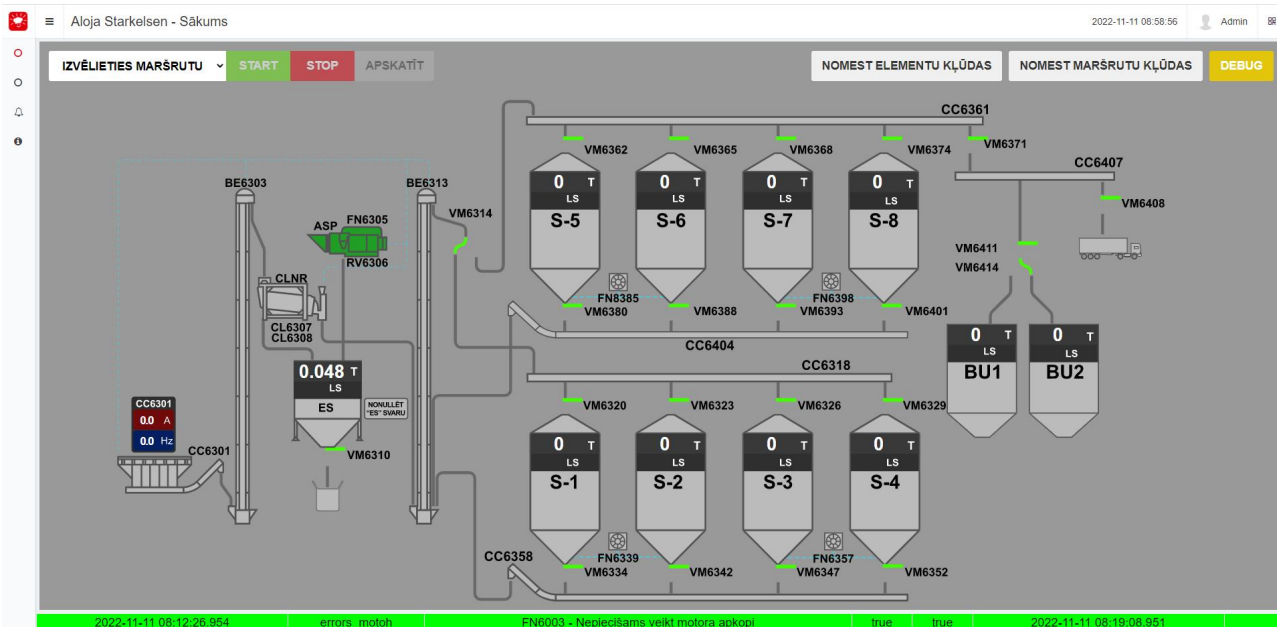 Aloja Starkelsen - Sākums
2022-11-11 08:58:56
Admin
IZVĒLIETIES MARŠRUTU
START
STOP
APSKATĪT
NOMEST ELEMENTU KĻŪDAS
NOMEST MARŠRUTU KĻŪDAS
DEBUG
CC6361
VM6362
VM6365
VM6368
VM6374
VM6371
CC6407
VM6408
BE6303
BE6313
VM6314
ASP
FN6305
RV6306
0 T
LS
S-5
0 T
LS
S-6
0 T
LS
S-7
0 T
LS
S-8
VM6411
VM6414
CLNR
CL6307
CL6308
FN8385
VM6380
VM6388
FN6398
VM6393
VM6401
CC6404
0 T
LS
BU1
0 T
LS
BU2
0.048 T
LS
ES
NONULLĒT
"ES" SVARU
VM6310
CC6318
VM6320
VM6323
VM6326
VM6329
CC6301
0.0 A
0.0 Hz
CC6301
0 T
LS
S-1
0 T
LS
S-2
0 T
LS
S-3
0 T
LS
S-4
CC6358
FN6339
VM6334
VM6342
FN6357
VM6347
VM6352
2022-11-11 08:12:26.954
errors_motoh
FN6003 - Nepieciešams veikt motora apkopi
true
true
2022-11-11 08:19:08.951